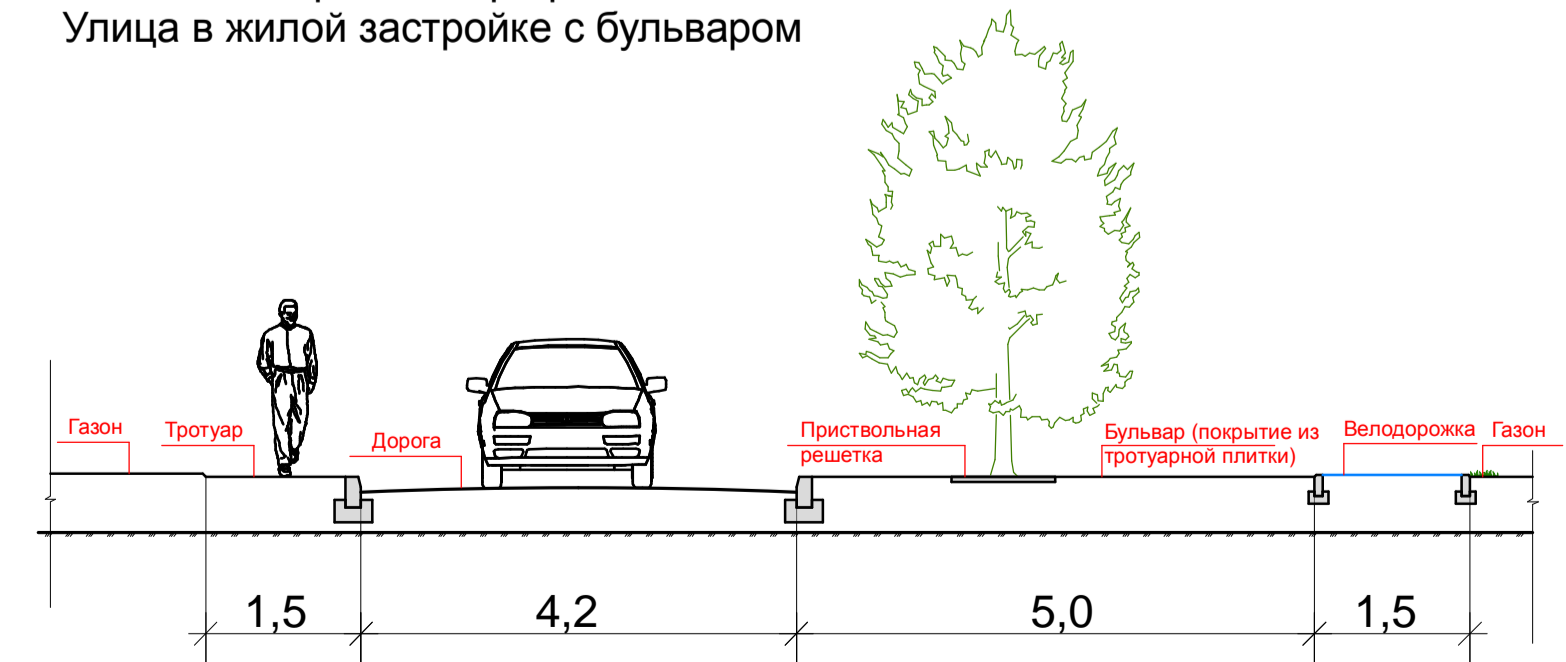 Улица в жилой застройке с бульваром
Газон
Тротуар
Дорога
Приствольная
решетка
Бульвар (покрытие из
тротуарной плитки)
Велодорожка
Газон
1,5
4,2
5,0
1,5